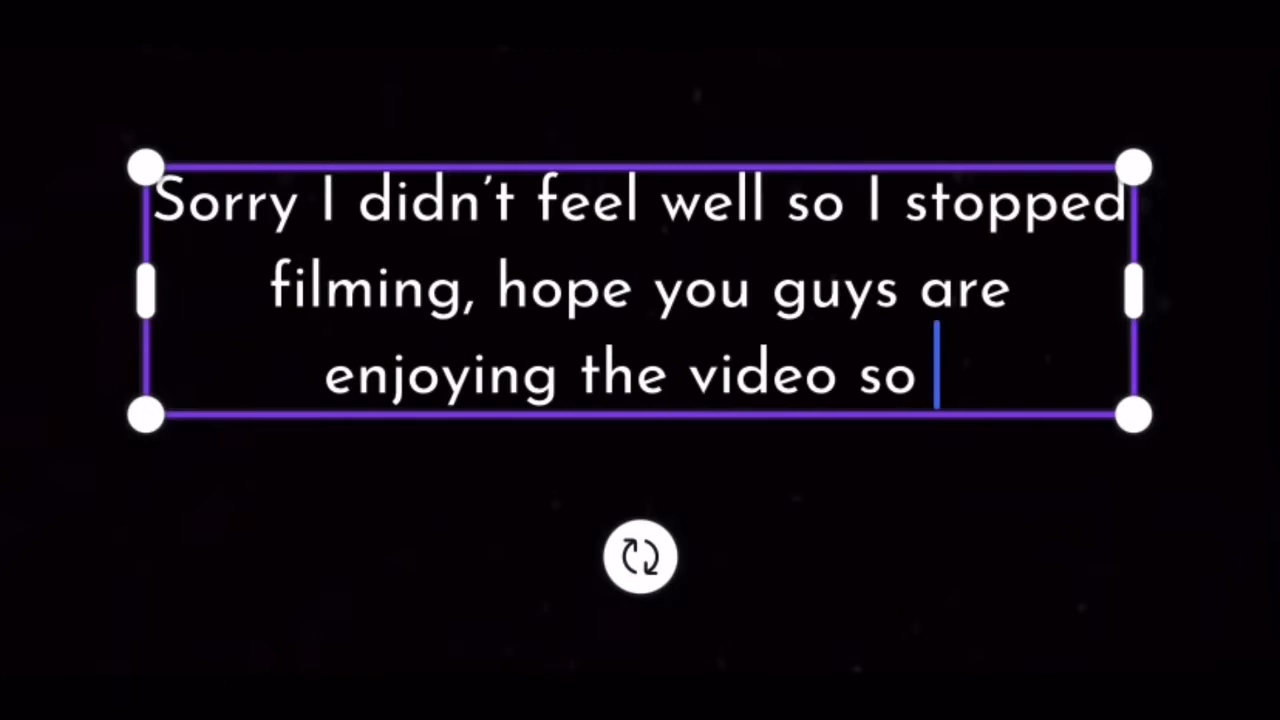 Sorry I didn’t feel well so I stopped
filming, hope you guys are
enjoying the video so